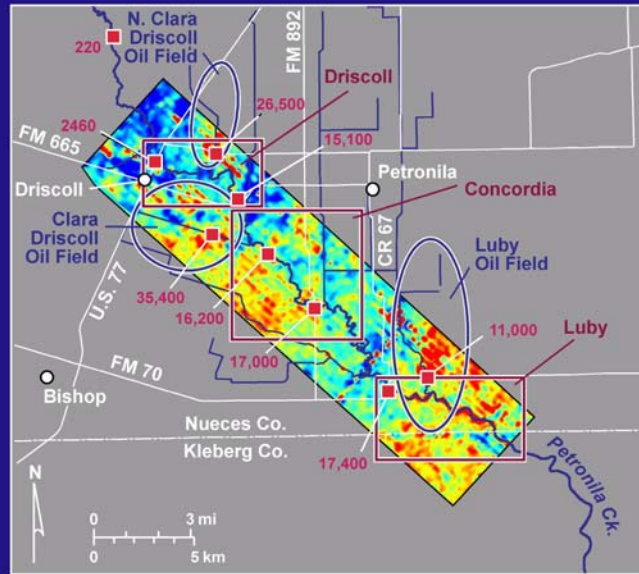 N. Clara
Driscoll
Oil Field
FM 892
220
Driscoll
26,500
2460
15,100
FM 665
Driscoll
Petronila
Concordia
Clara
Driscoll
Oil Field
CR 67
Luby
Oil Field
U.S. 77
35,400
16,200
11,000
17,000
Luby
FM 70
Bishop
Nueces Co.
Kleberg Co.
17,400
Petronila Ck.
N
0 3 mi
0 5 km